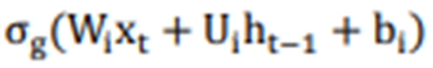 σg(Wixt + Uiht−1 + bi)